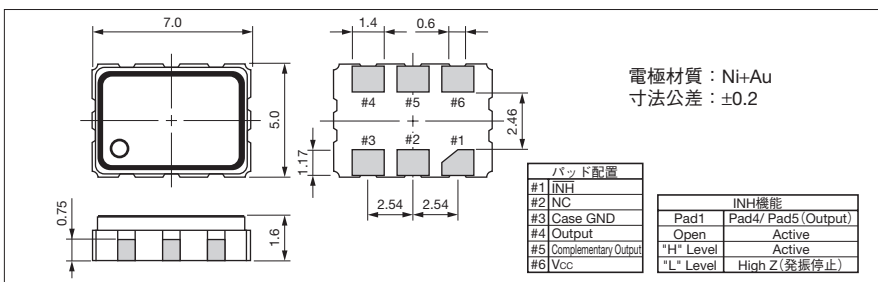 7.0
5.0
0.75
1.6
1.4
0.6
#4
#5
#6
#3
#2
#1
2.46
1.17
2.54
2.54
電極材質：Ni+Au
寸法公差：±0.2
パッド配置
#1 INH
#2 NC
#3 Case GND
#4 Output
#5 Complementary Output
#6 Vcc
INH機能
Pad1 Pad4/ Pad5(Output)
Open Active
"H" Level Active
"L" Level High Z(発振停止)